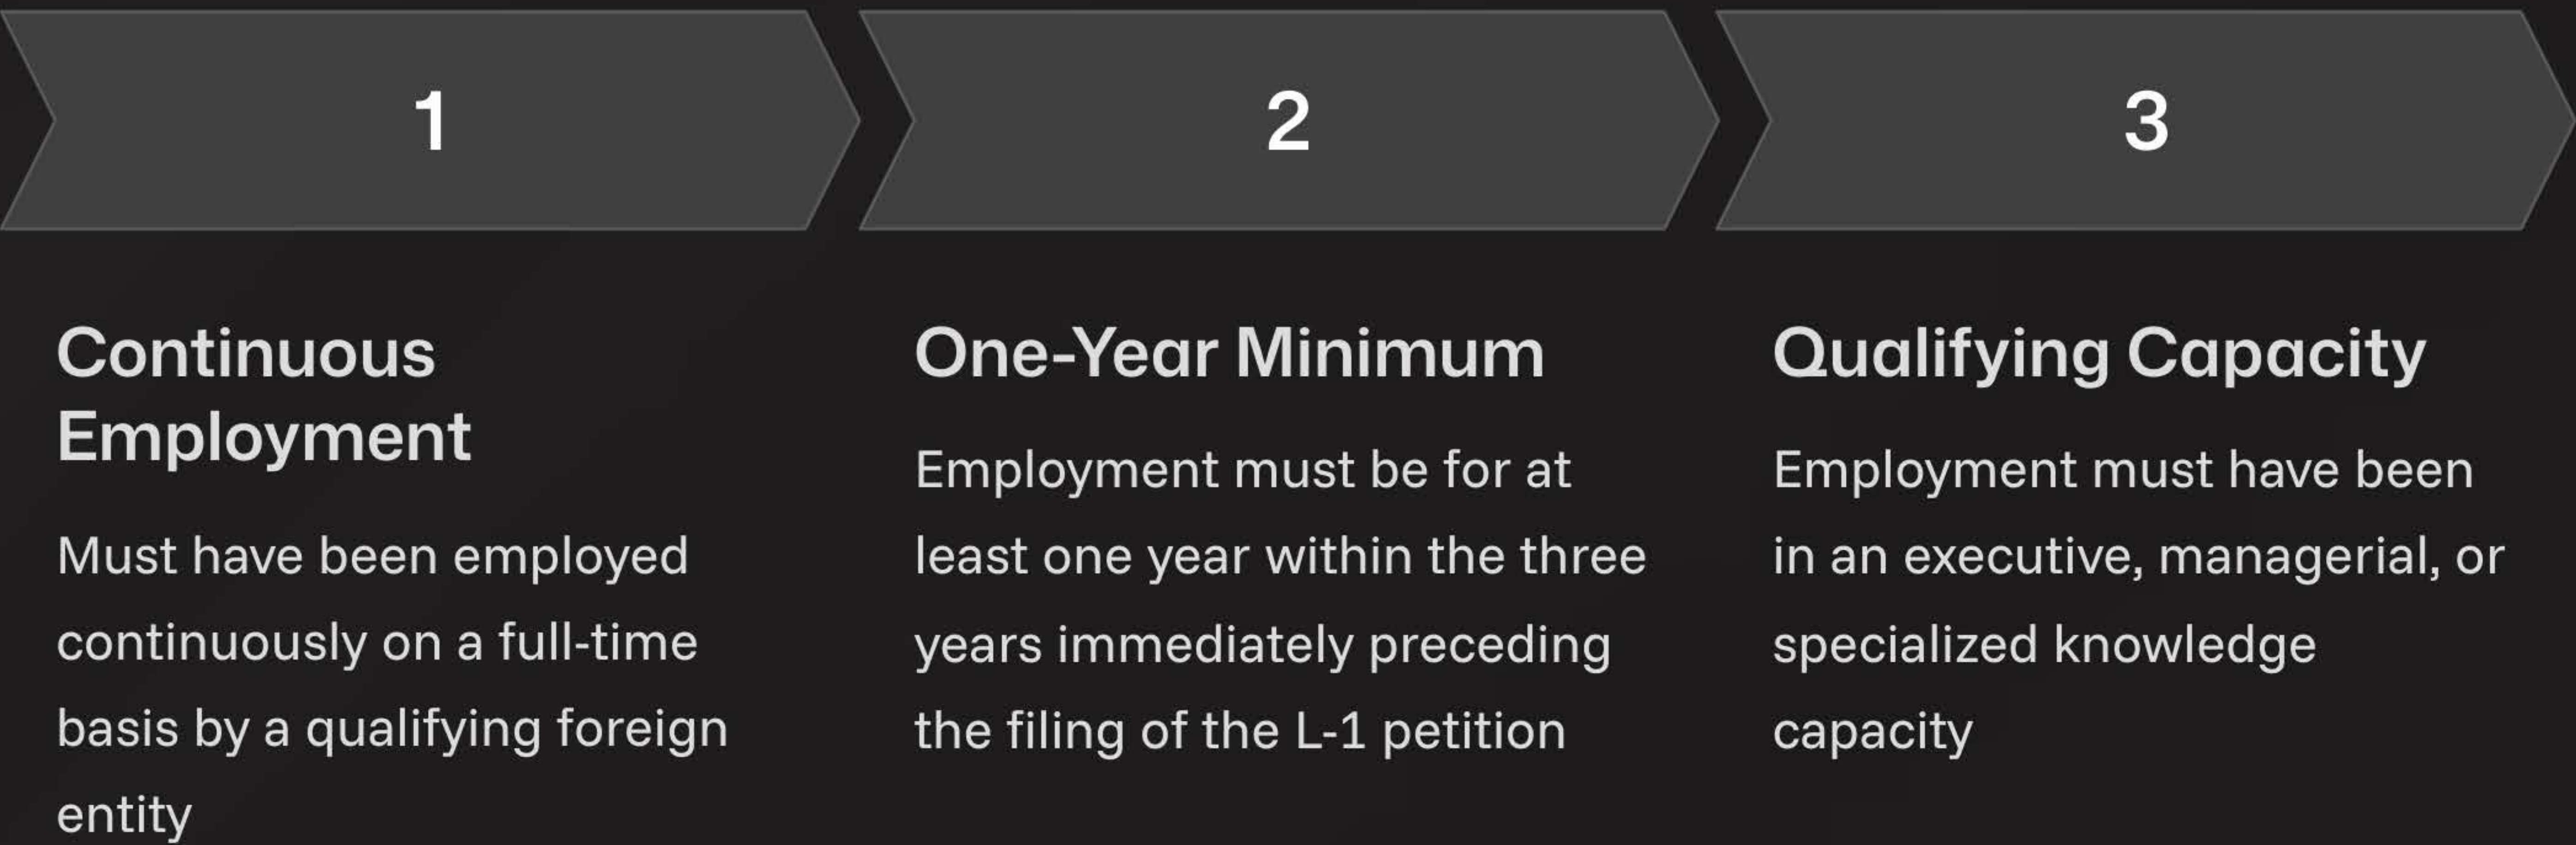 1
2
3
Continuous
Employment
Must have been employed
continuously on a full-time
basis by a qualifying foreign
entity
One-Year Minimum
Employment must be for at
least one year within the three
years immediately preceding
the filing of the L-1 petition
Qualifying Capacity
Employment must have been
in an executive, managerial, or
specialized knowledge
capacity